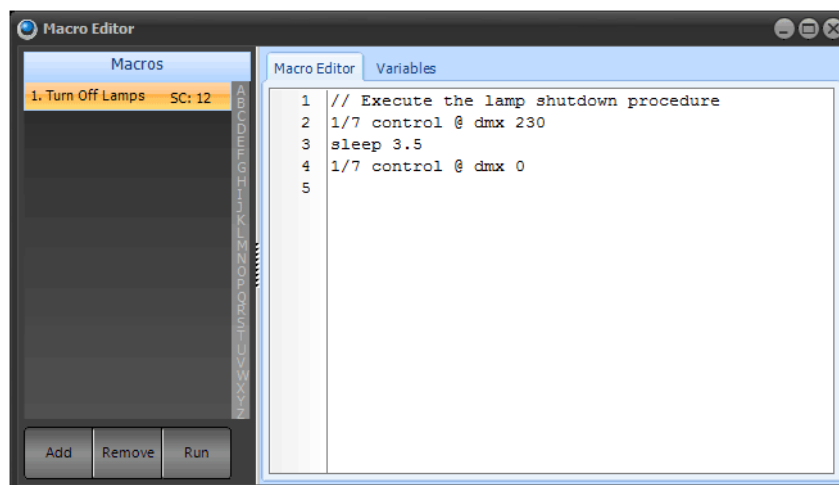 Macro Editor
Macros
1. Turn Off Lamps SC: 12
A
B
C
D
E
F
G
H
I
J
K
L
M
N
O
P
Q
R
S
T
U
V
W
X
Y
Z
Add Remove Run
Macro Editor Variables
1 // Execute the lamp shutdown procedure
2 1/7 control @ dmx 230
3 sleep 3.5
4 1/7 control @ dmx 0
5